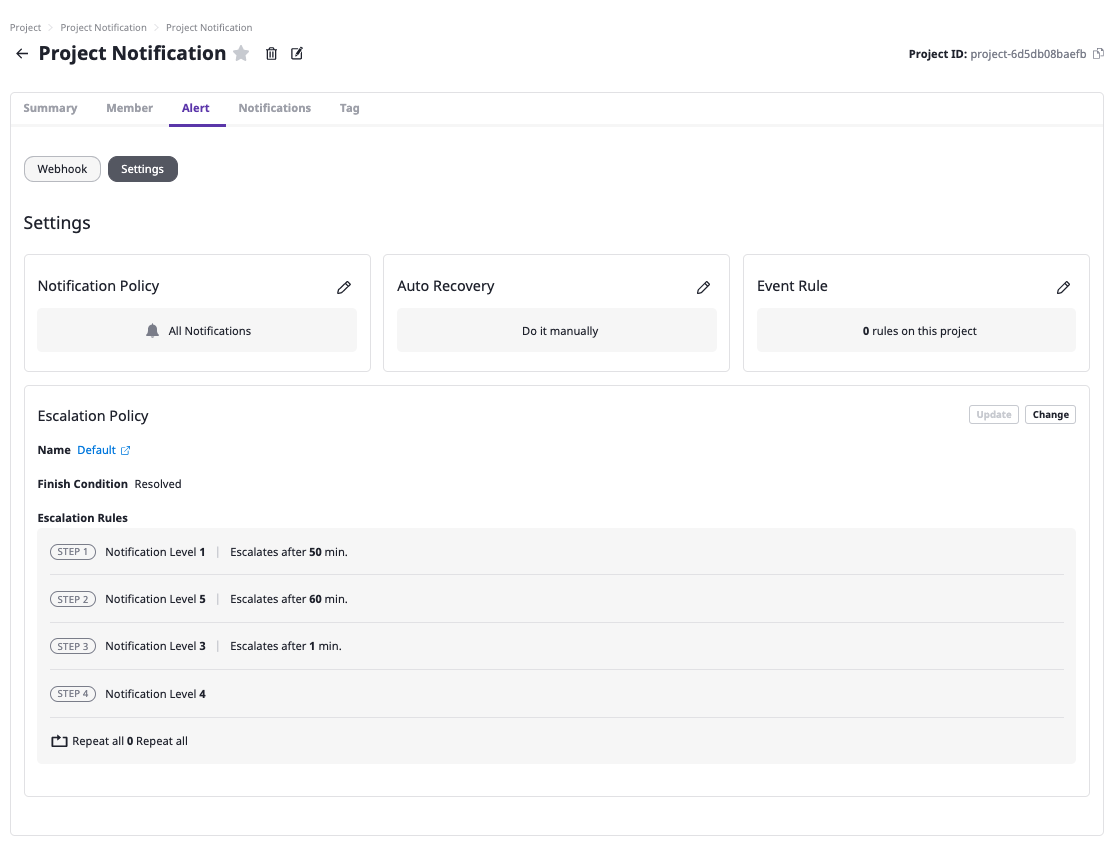 Project Project Notification Project Notification
Project Notification
Project ID: project-6d5db08baefb
Summary Member Alert Notifications Tag
Webhook Settings
Settings
Notification Policy
All Notifications
Auto Recovery
Do it manually
Event Rule
0 rules on this project
Escalation Policy
Update Change
Name Default
Finish Condition Resolved
Escalation Rules
STEP 1 Notification Level 1 | Escalates after 50 min.
STEP 2 Notification Level 5 | Escalates after 60 min.
STEP 3 Notification Level 3 | Escalates after 1 min.
STEP 4 Notification Level 4
Repeat all 0 Repeat all